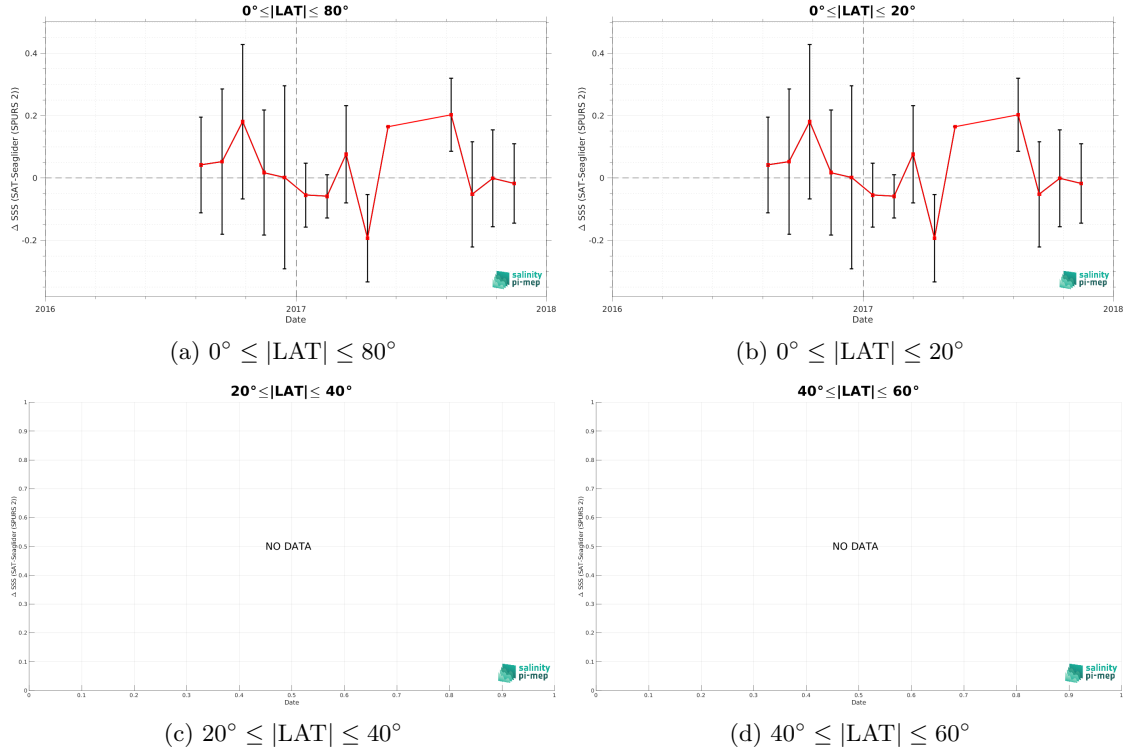 0°≤|LAT|≤ 80°
Δ SSS (SAT-Seaglider (SPURS 2))
0.4
0.2
0
-0.2
2016
2017
2018
Date
salinity
pi-mep
(a) 0° ≤ |LAT| ≤ 80°
0°≤|LAT|≤ 20°
Δ SSS (SAT-Seaglider (SPURS 2))
0.4
0.2
0
-0.2
2016
2017
2018
Date
salinity
pi-mep
(b) 0° ≤ |LAT| ≤ 20°
20°≤|LAT|≤ 40°
Δ SSS (SAT-Seaglider (SPURS 2))
1
0.9
0.8
0.7
0.6
0.5
0.4
0.3
0.2
0.1
0
NO DATA
0 0.1 0.2 0.3 0.4 0.5 0.6 0.7 0.8 0.9 1
Date
salinity
pi-mep
(c) 20° ≤ |LAT| ≤ 40°
40°≤|LAT|≤ 60°
Δ SSS (SAT-Seaglider (SPURS 2))
1
0.9
0.8
0.7
0.6
0.5
0.4
0.3
0.2
0.1
0
NO DATA
0 0.1 0.2 0.3 0.4 0.5 0.6 0.7 0.8 0.9 1
Date
salinity
pi-mep
(d) 40° ≤ |LAT| ≤ 60°